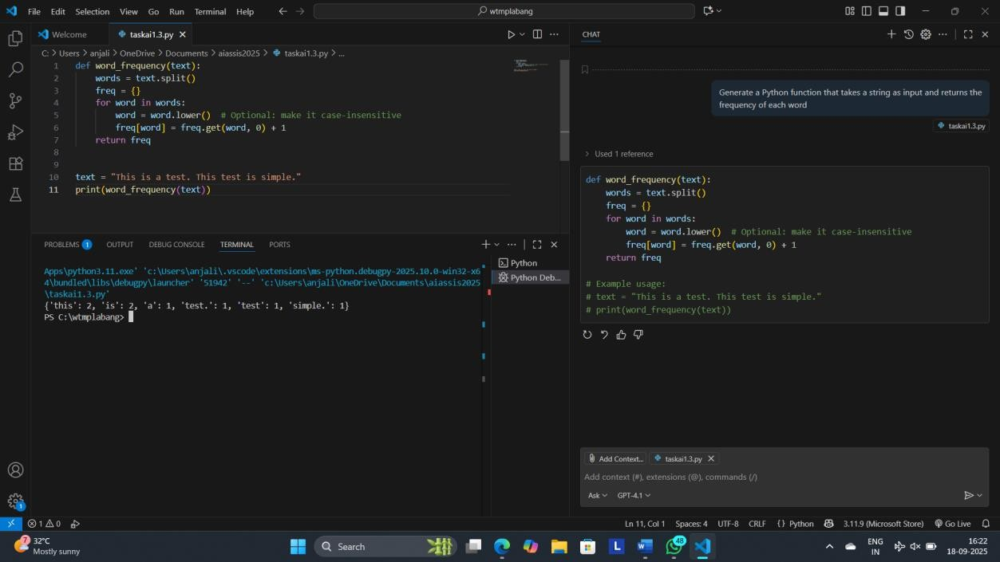 File Edit Selection View Go Run Terminal Help
wtmplabang
Welcome
taskai1.3.py
C: > Users > anjali > OneDrive > Documents > aiassis2025 > taskai1.3.py > ...
1 def word_frequency(text):
2 words = text.split()
3 freq = {}
4 for word in words:
5 word = word.lower()  # Optional: make it case-insensitive
6 freq[word] = freq.get(word, 0) + 1
7 return freq
8
9
10 text = "This is a test. This test is simple."
11 print(word_frequency(text))
PROBLEMS 1 OUTPUT DEBUG CONSOLE TERMINAL PORTS
Apps\python3.11.exe' 'c:\Users\anjali\.vscode\extensions\ms-python.debugpy-2025.10.0-win32-x6
4\bundled\libs\debugpy\launcher' '51942' '--' 'c:\Users\anjali\OneDrive\Documents\aiassis2025
\taskai1.3.py'
{'this': 2, 'is': 2, 'a': 1, 'test.': 1, 'test': 1, 'simple.': 1}
PS C:\wtmplabang>
Python
Python Deb...
CHAT
Generate a Python function that takes a string as input and returns the
frequency of each word
taskai1.3.py
> Used 1 reference
def word_frequency(text):
words = text.split()
freq = {}
for word in words:
word = word.lower()  # Optional: make it case-insensitive
freq[word] = freq.get(word, 0) + 1
return freq
# Example usage:
# text = "This is a test. This test is simple."
# print(word_frequency(text))
Add Context... taskai1.3.py
Add context (#), extensions (@), commands (/)
Ask GPT-4.1
1
1 0
Ln 11, Col 1 Spaces: 4 UTF-8 CRLF {} Python 3.11.9 (Microsoft Store) Go Live
7
32°C
Mostly sunny
Search
L
W
48
ENG
IN
16:22
18-09-2025